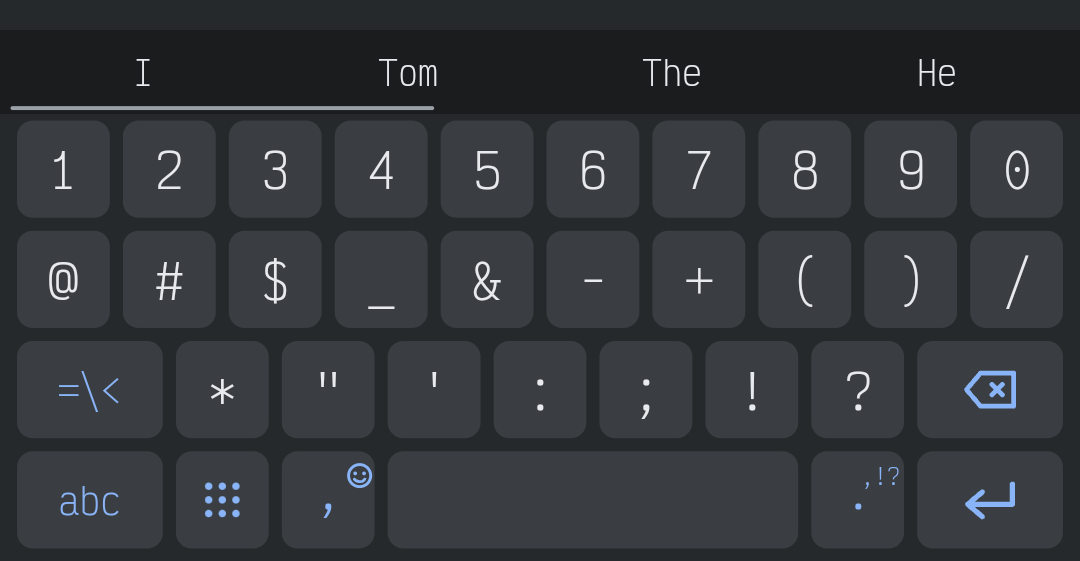 I Tom The He
1 2 3 4 5 6 7 8 9 0
@ # $ _ & - + ( ) /
=\< * " ' : ; ! ?
abc , . ,!?